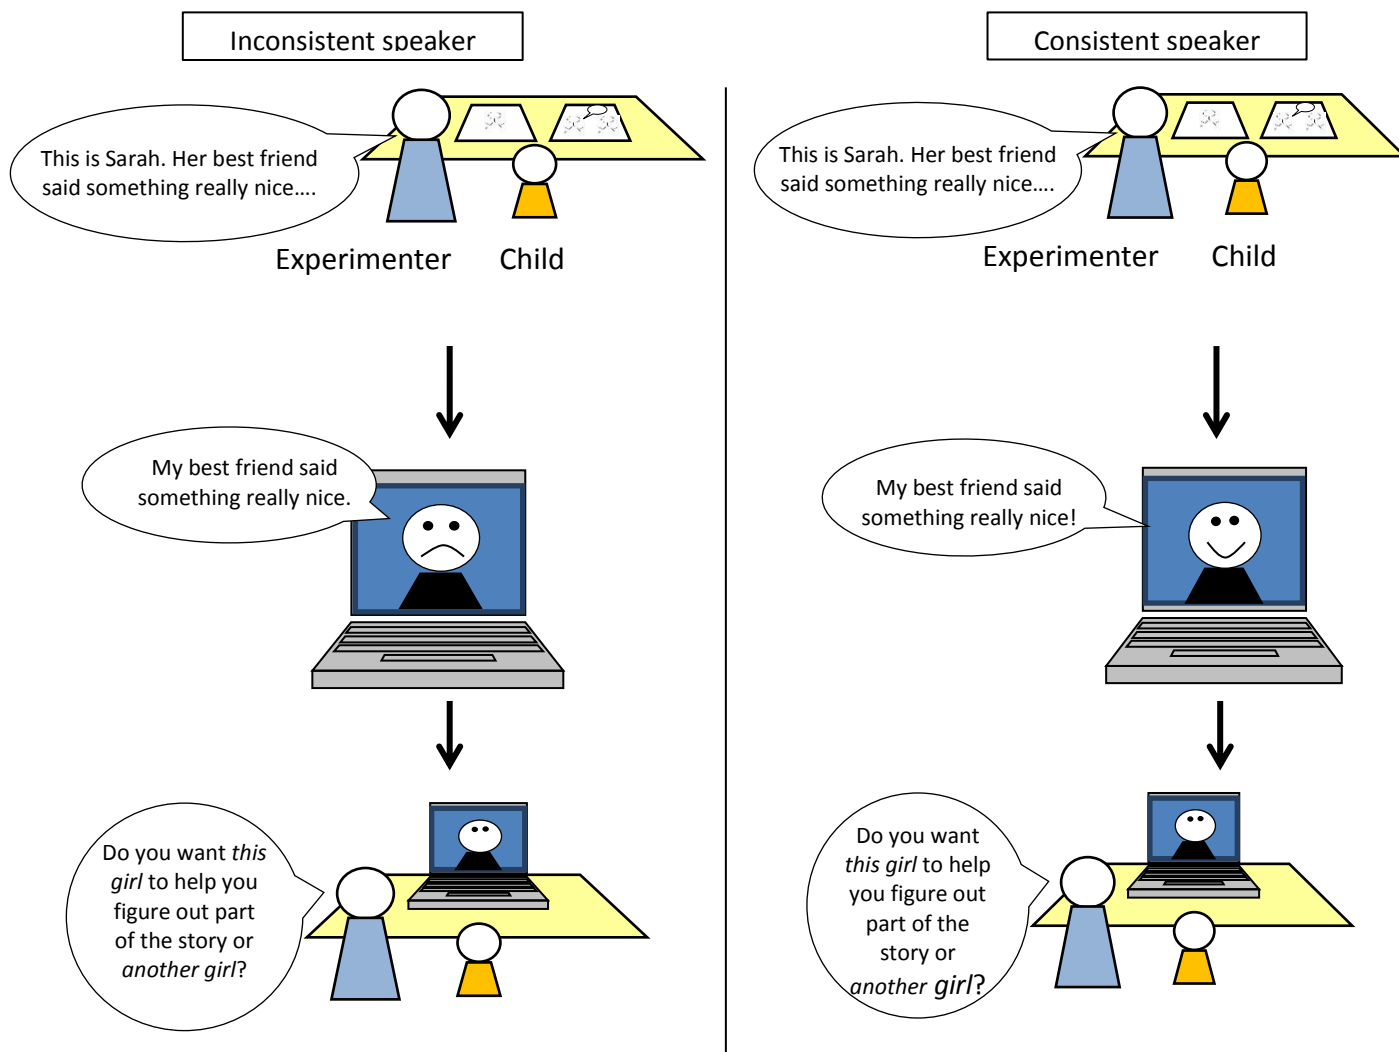 Inconsistent speaker
This is Sarah. Her best friend
said something really nice….
Experimenter
Child
My best friend said
something really nice.
Do you want this
girl to help you
figure out part
of the story or
another girl?
Consistent speaker
This is Sarah. Her best friend
said something really nice….
Experimenter
Child
My best friend said
something really nice!
Do you want
this girl to help
you figure out
part of the
story or
another girl?